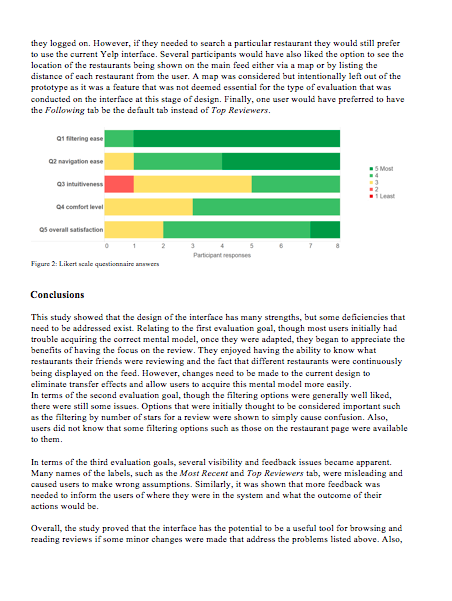 they logged on. However, if they needed to search a particular restaurant they would still prefer
to use the current Yelp interface. Several participants would have also liked the option to see the
location of the restaurants being shown on the main feed either via a map or by listing the
distance of each restaurant from the user. A map was considered but intentionally left out of the
prototype as it was a feature that was not deemed essential for the type of evaluation that was
conducted on the interface at this stage of design. Finally, one user would have preferred to have
the Following tab be the default tab instead of Top Reviewers.
Q1 filtering ease
Q2 navigation ease
Q3 intuitiveness
Q4 comfort level
Q5 overall satisfaction
0 1 2 3 4 5 6 7 8
Participant responses
5 Most
4
3
2
1 Least
Figure 2: Likert scale questionnaire answers
Conclusions
This study showed that the design of the interface has many strengths, but some deficiencies that
need to be addressed exist. Relating to the first evaluation goal, though most users initially had
trouble acquiring the correct mental model, once they were adapted, they began to appreciate the
benefits of having the focus on the review. They enjoyed having the ability to know what
restaurants their friends were reviewing and the fact that different restaurants were continuously
being displayed on the feed. However, changes need to be made to the current design to
eliminate transfer effects and allow users to acquire this mental model more easily.
In terms of the second evaluation goal, though the filtering options were generally well liked,
there were still some issues. Options that were initially thought to be considered important such
as the filtering by number of stars for a review were shown to simply cause confusion. Also,
users did not know that some filtering options such as those on the restaurant page were available
to them.
In terms of the third evaluation goals, several visibility and feedback issues became apparent.
Many names of the labels, such as the Most Recent and Top Reviewers tab, were misleading and
caused users to make wrong assumptions. Similarly, it was shown that more feedback was
needed to inform the users of where they were in the system and what the outcome of their
actions would be.
Overall, the study proved that the interface has the potential to be a useful tool for browsing and
reading reviews if some minor changes were made that address the problems listed above. Also,